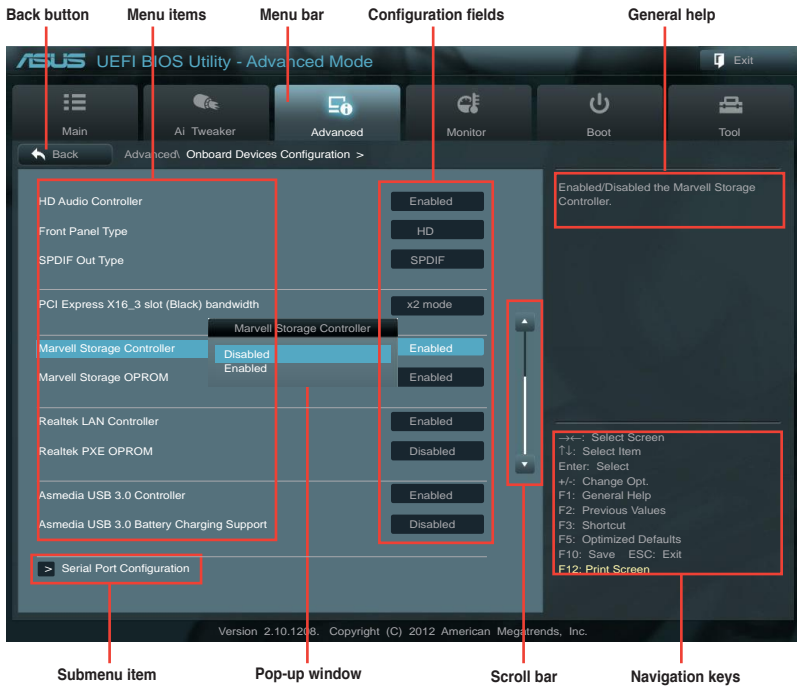 Back button Menu items Menu bar Configuration fields General help
ASUS UEFI BIOS Utility - Advanced Mode Exit
Main Ai Tweaker Advanced Monitor Boot Tool
Back Advanced\ Onboard Devices Configuration >
HD Audio Controller Enabled
Front Panel Type HD
SPDIF Out Type SPDIF
PCI Express X16_3 slot (Black) bandwidth x2 mode
Marvell Storage Controller
Marvell Storage Controller Enabled
Disabled
Enabled
Marvell Storage OPROM Enabled
Realtek LAN Controller Enabled
Realtek PXE OPROM Disabled
Asmedia USB 3.0 Controller Enabled
Asmedia USB 3.0 Battery Charging Support Disabled
> Serial Port Configuration
Enabled/Disabled the Marvell Storage
Controller.
→←: Select Screen
↑↓: Select Item
Enter: Select
+/-: Change Opt.
F1: General Help
F2: Previous Values
F3: Shortcut
F5: Optimized Defaults
F10: Save ESC: Exit
F12: Print Screen
Version 2.10.1208. Copyright (C) 2012 American Megatrends, Inc.
Submenu item Pop-up window Scroll bar Navigation keys